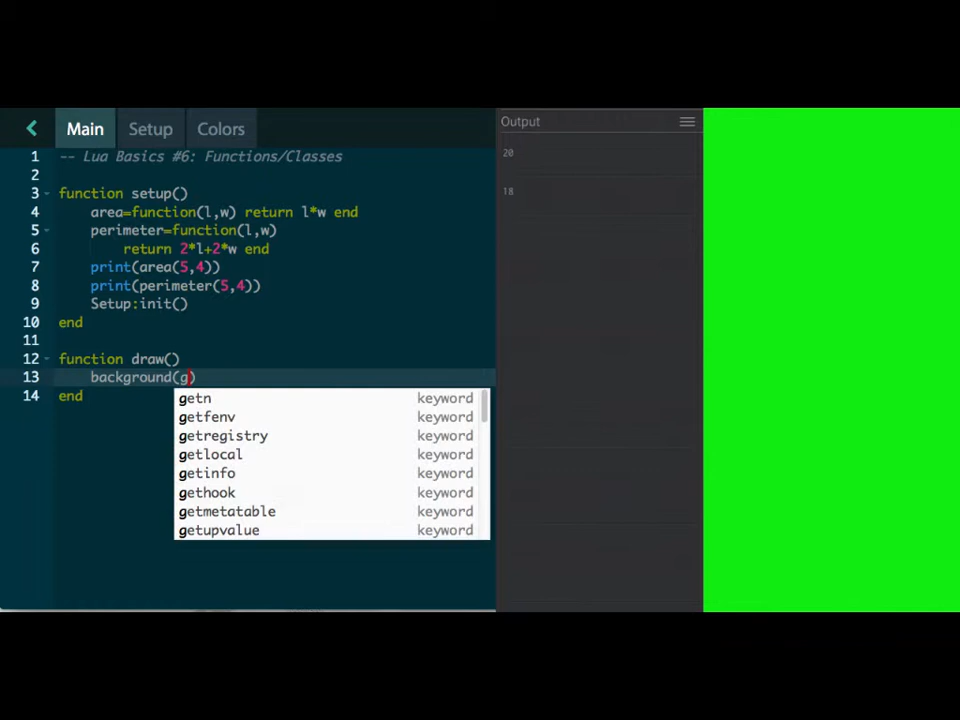 Main Setup Colors
Output
1 -- Lua Basics #6: Functions/Classes
2
3 function setup()
4 area=function(l,w) return l*w end
5 perimeter=function(l,w)
6 return 2*l+2*w end
7 print(area(5,4))
8 print(perimeter(5,4))
9 Setup:init()
10 end
11
12 function draw()
13 background(g)
14 end
getn keyword
getfenv keyword
getregistry keyword
getlocal keyword
getinfo keyword
gethook keyword
getmetatable keyword
getupvalue keyword
20
18